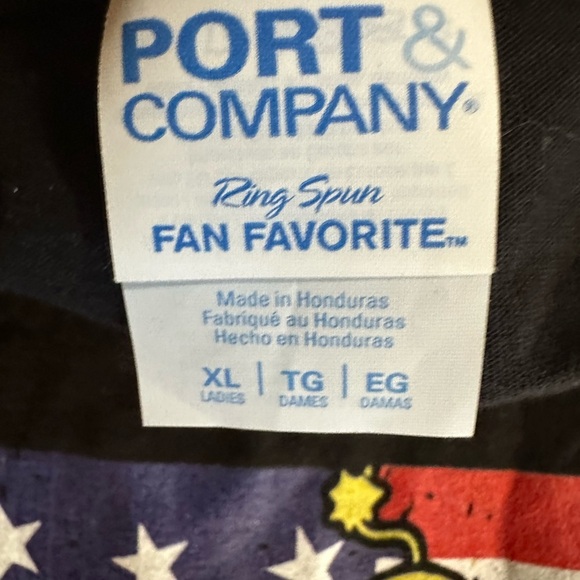 PORT &
COMPANY®
Ring Spun
FAN FAVORITE™
Made in Honduras
Fabriqué au Honduras
Hecho en Honduras
XL | TG | EG
LADIES DAMES DAMAS